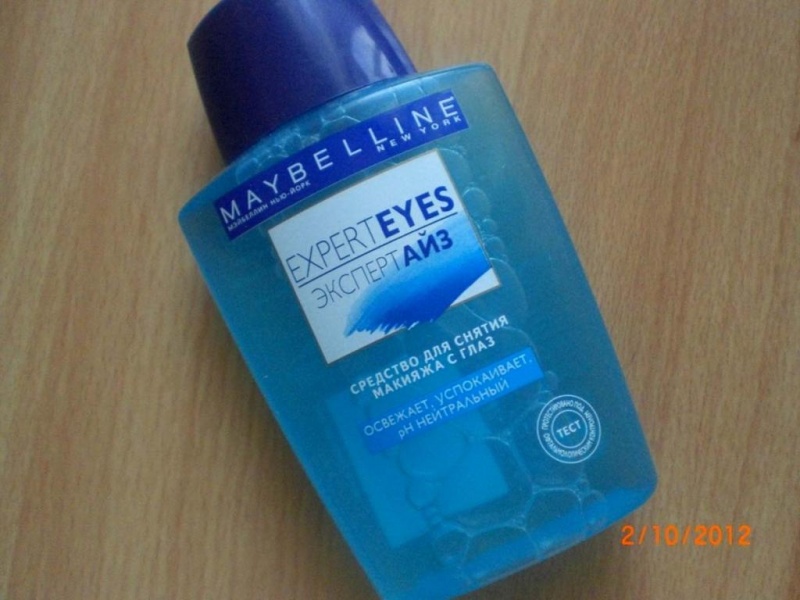 MAYBELLINE
NEW YORK
МЭЙБЕЛЛИН НЬЮ-ЙОРК
EXPERTEYES
ЭКСПЕРТАЙЗ
СРЕДСТВО ДЛЯ СНЯТИЯ
МАКИЯЖА С ГЛАЗ
ОСВЕЖАЕТ, УСПОКАИВАЕТ,
pH НЕЙТРАЛЬНЫЙ
ТЕСТ
2/10/2012